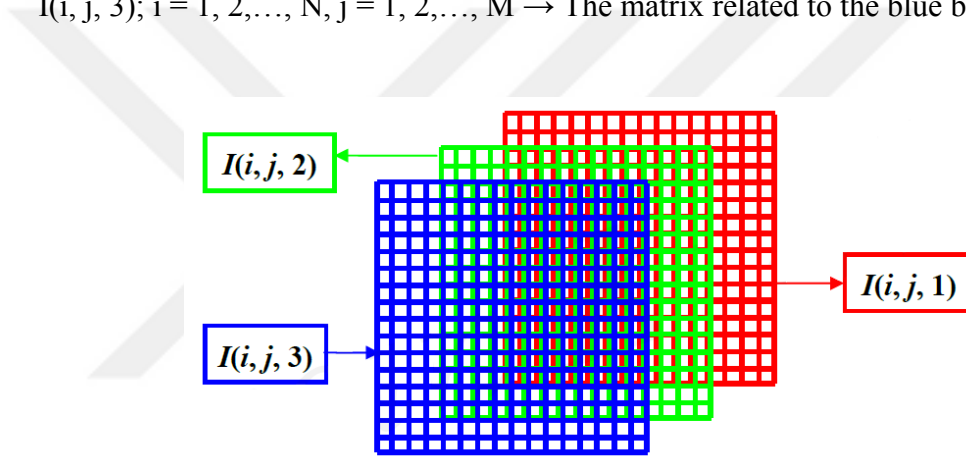 I(i, j, 3); i = 1, 2,…, N, j = 1, 2,…, M → The matrix related to the blue
I(i, j, 2)
I(i, j, 1)
I(i, j, 3)